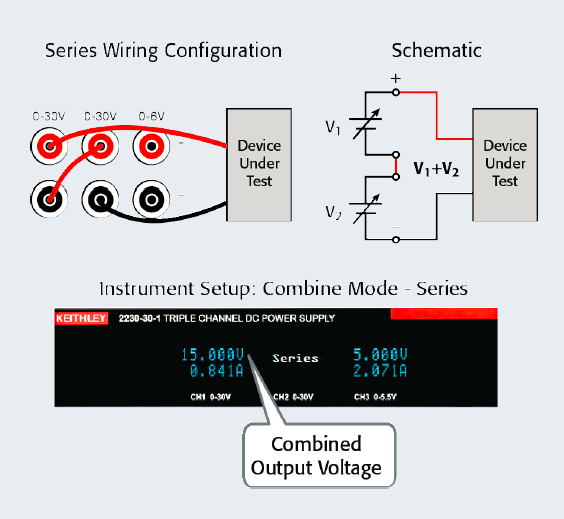 Series Wiring Configuration
Schematic
0-30V 0-30V 0-6V
Device
Under
Test
+
V1
V1+V2
V2
Device
Under
Test
Instrument Setup: Combine Mode - Series
KEITHLEY 2230-30-1 TRIPLE CHANNEL DC POWER SUPPLY
15.000V Series 5.000V
0.841A 2.071A
CH1 0-30V CH2 0-30V CH3 0-5.5V
Combined
Output Voltage